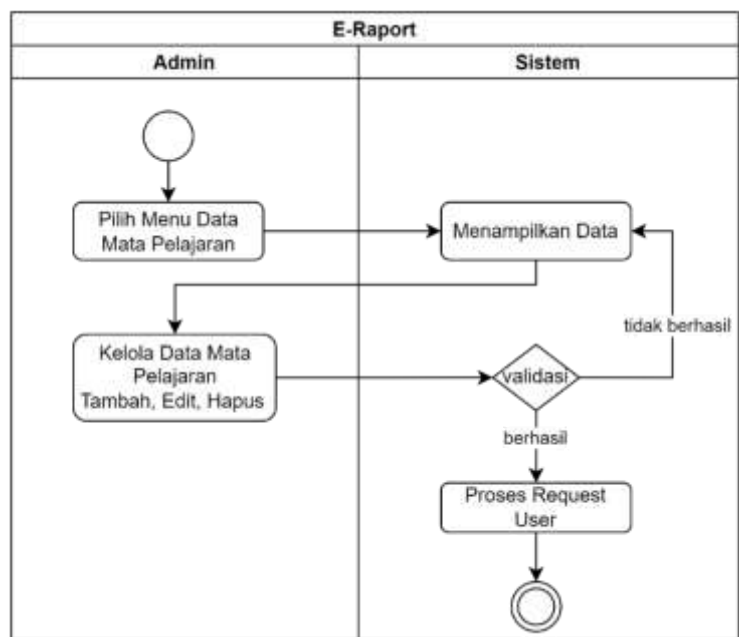 E-Raport
Admin
Sistem
Pilih Menu Data
Mata Pelajaran
Menampilkan Data
tidak berhasil
Kelola Data Mata
Pelajaran
Tambah, Edit, Hapus
validasi
berhasil
Proses Request
User